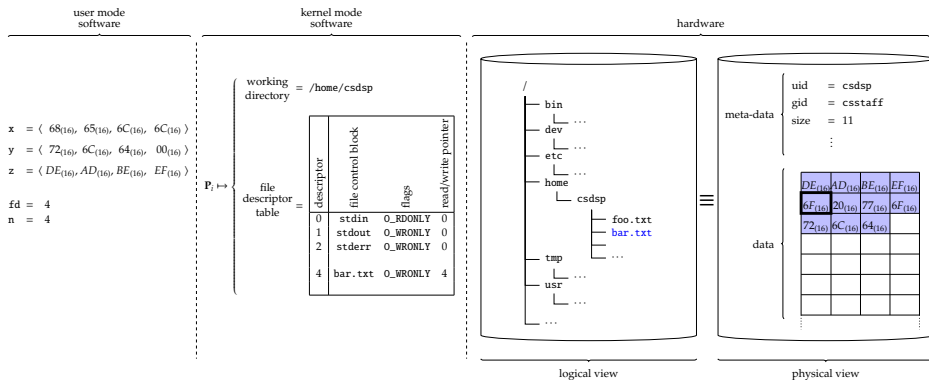 user mode
software
kernel mode
software
hardware
x = ⟨ 68(16), 65(16), 6C(16), 6C(16) ⟩
y = ⟨ 72(16), 6C(16), 64(16), 00(16) ⟩
z = ⟨ DE(16), AD(16), BE(16), EF(16) ⟩
fd = 4
n = 4
Pi ↦
working
directory = /home/csdsp
file
descriptor
table =
descriptor file control block flags read/write pointer
0 stdin O_RDONLY 0
1 stdout O_WRONLY 0
2 stderr O_WRONLY 0
4 bar.txt O_WRONLY 4
/
bin
...
dev
...
etc
...
home
csdsp
foo.txt
bar.txt
...
tmp
...
usr
...
...
logical view
≡
meta-data
uid = csdsp
gid = csstaff
size = 11
⋮
data
DE(16) AD(16) BE(16) EF(16)
6F(16) 20(16) 77(16) 6F(16)
72(16) 6C(16) 64(16)
physical view